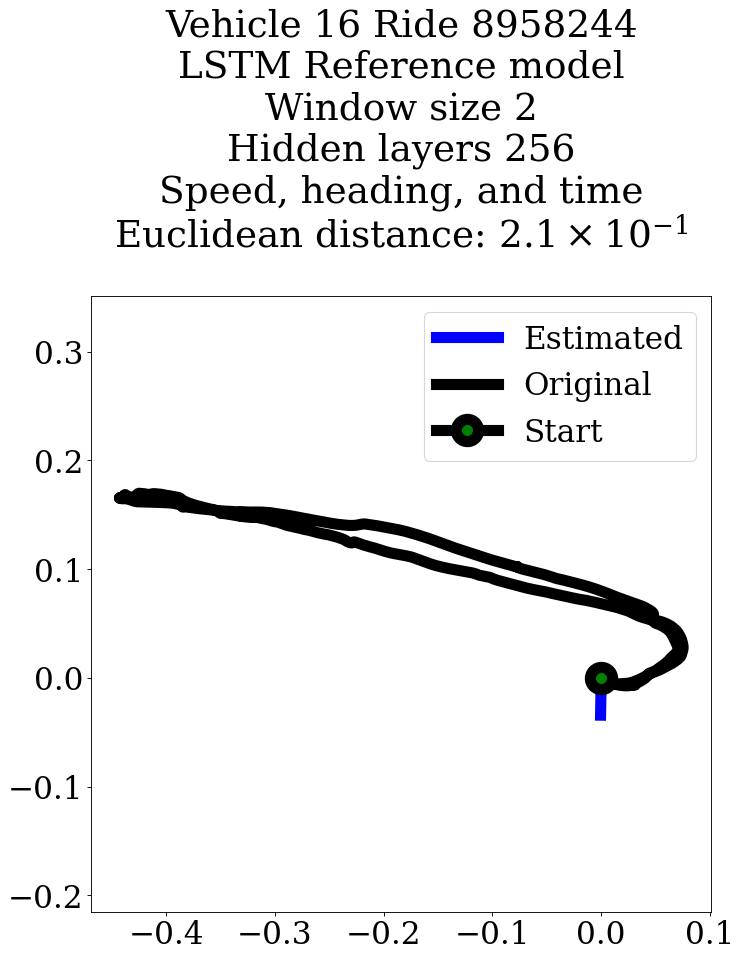 Vehicle 16 Ride 8958244
LSTM Reference model
Window size 2
Hidden layers 256
Speed, heading, and time
Euclidean distance: 2.1 × 10⁻¹
Estimated
Original
Start
0.3
0.2
0.1
0.0
−0.1
−0.2
−0.4 −0.3 −0.2 −0.1 0.0 0.1